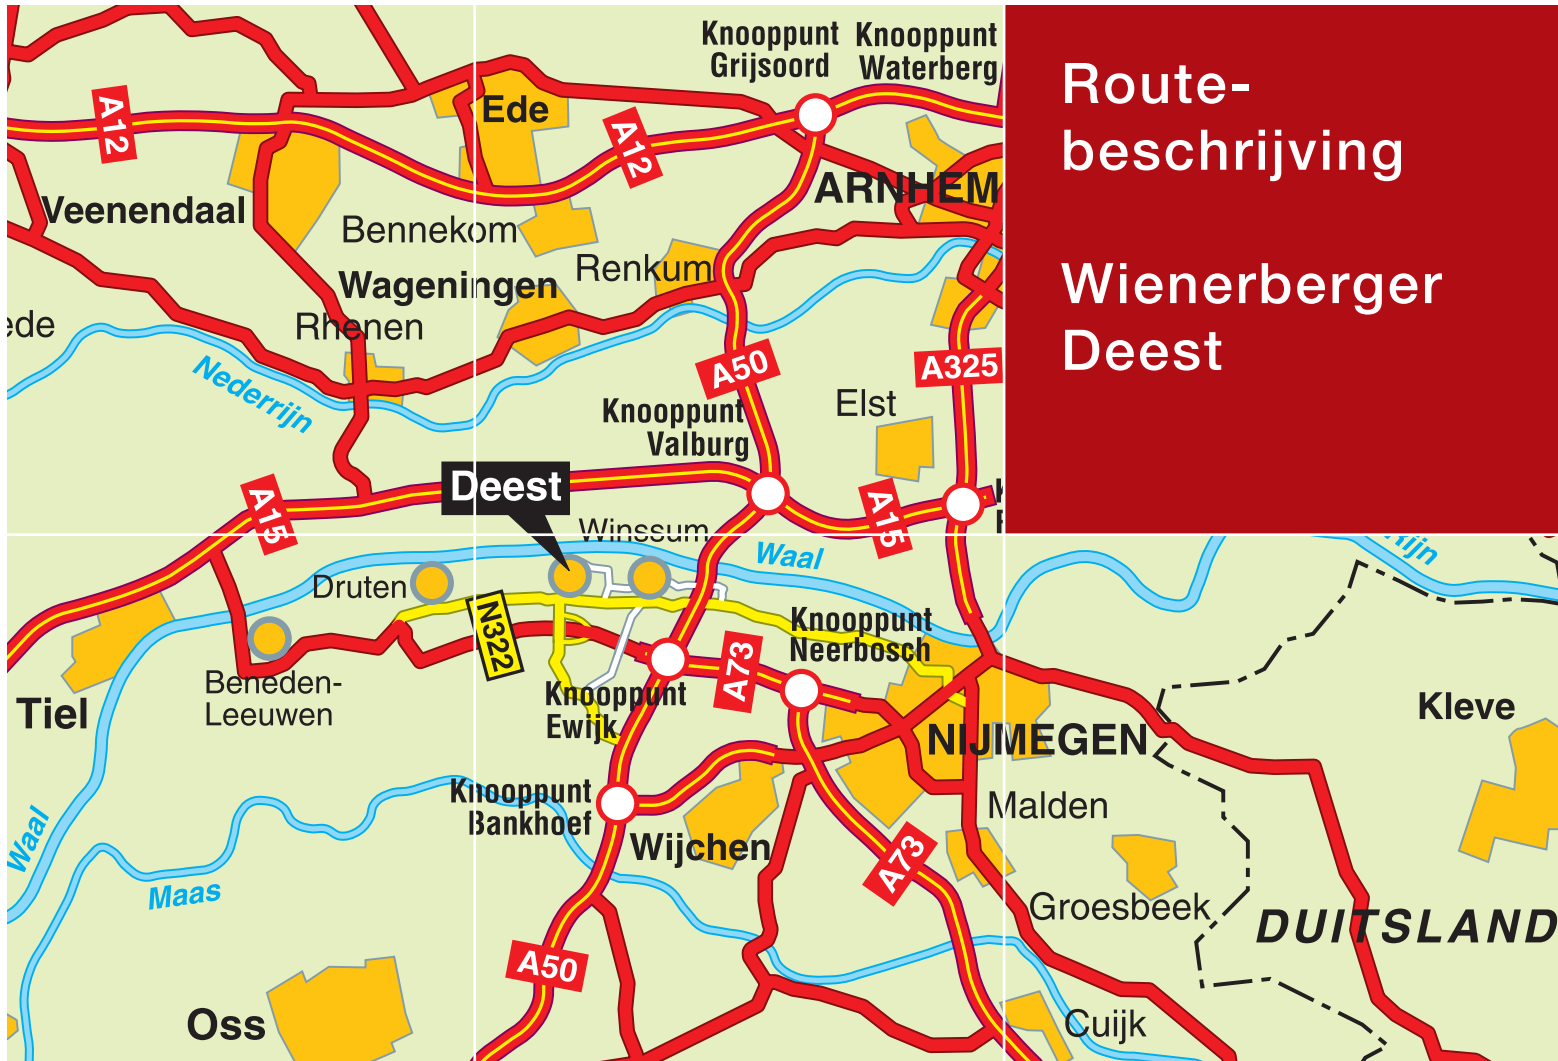 Route-
beschrijving
Wienerberger
Deest
Knooppunt
Grijsoord
Knooppunt
Waterberg
A12
Ede
A12
ARNHEM
Veenendaal
Bennekom
Renkum
Wageningen
Rhenen
ede
Nederrijn
A50
A325
Elst
Knooppunt
Valburg
Deest
A15
A15
Winssum
Waal
Rijn
Druten
N322
Knooppunt
Neerbosch
A73
Beneden-
Leeuwen
Tiel
Knooppunt
Ewijk
Kleve
NIJMEGEN
Knooppunt
Bankhoef
Malden
Waal
Wijchen
A73
Maas
Groesbeek
DUITSLAND
A50
Oss
Cuijk